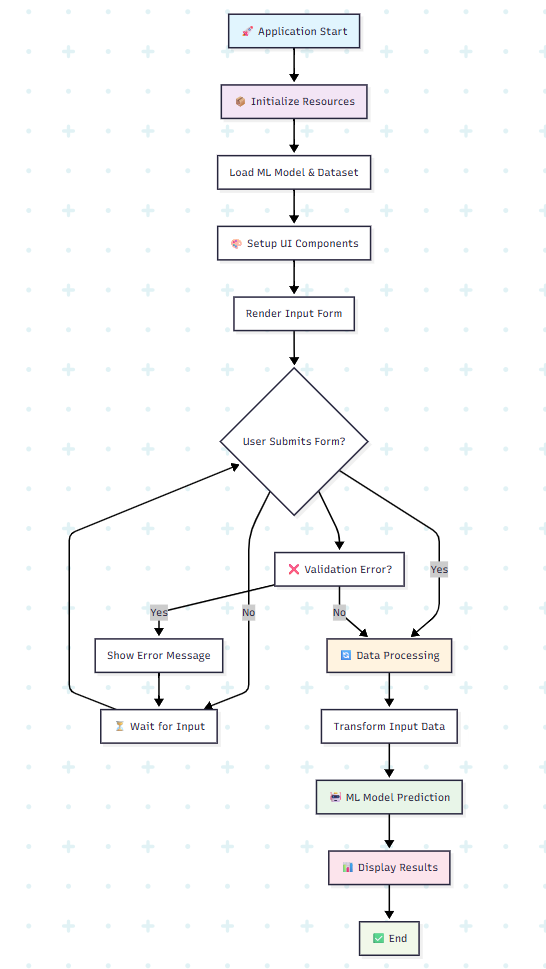 🚀 Application Start
📦 Initialize Resources
Load ML Model & Dataset
🧠 Setup UI Components
Render Input Form
User Submits Form?
❌ Validation Error?
Yes
Yes
No
No
Show Error Message
🔄 Data Processing
⏳ Wait for Input
Transform Input Data
🤖 ML Model Prediction
📊 Display Results
✅ End